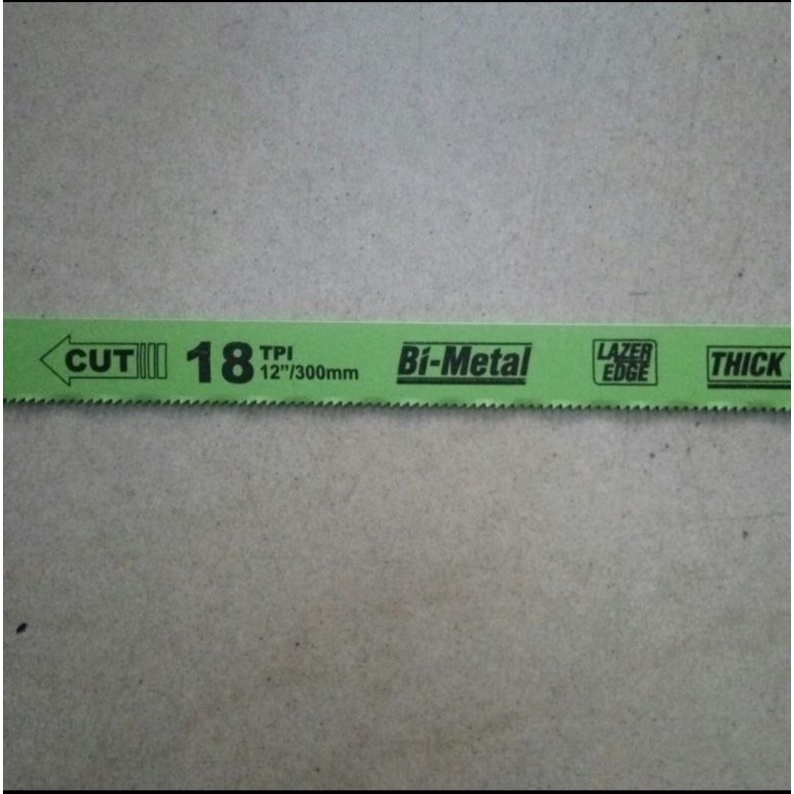 CUT
18 TPI
12"/300mm
Bi-Metal
LAZER
EDGE
THICK